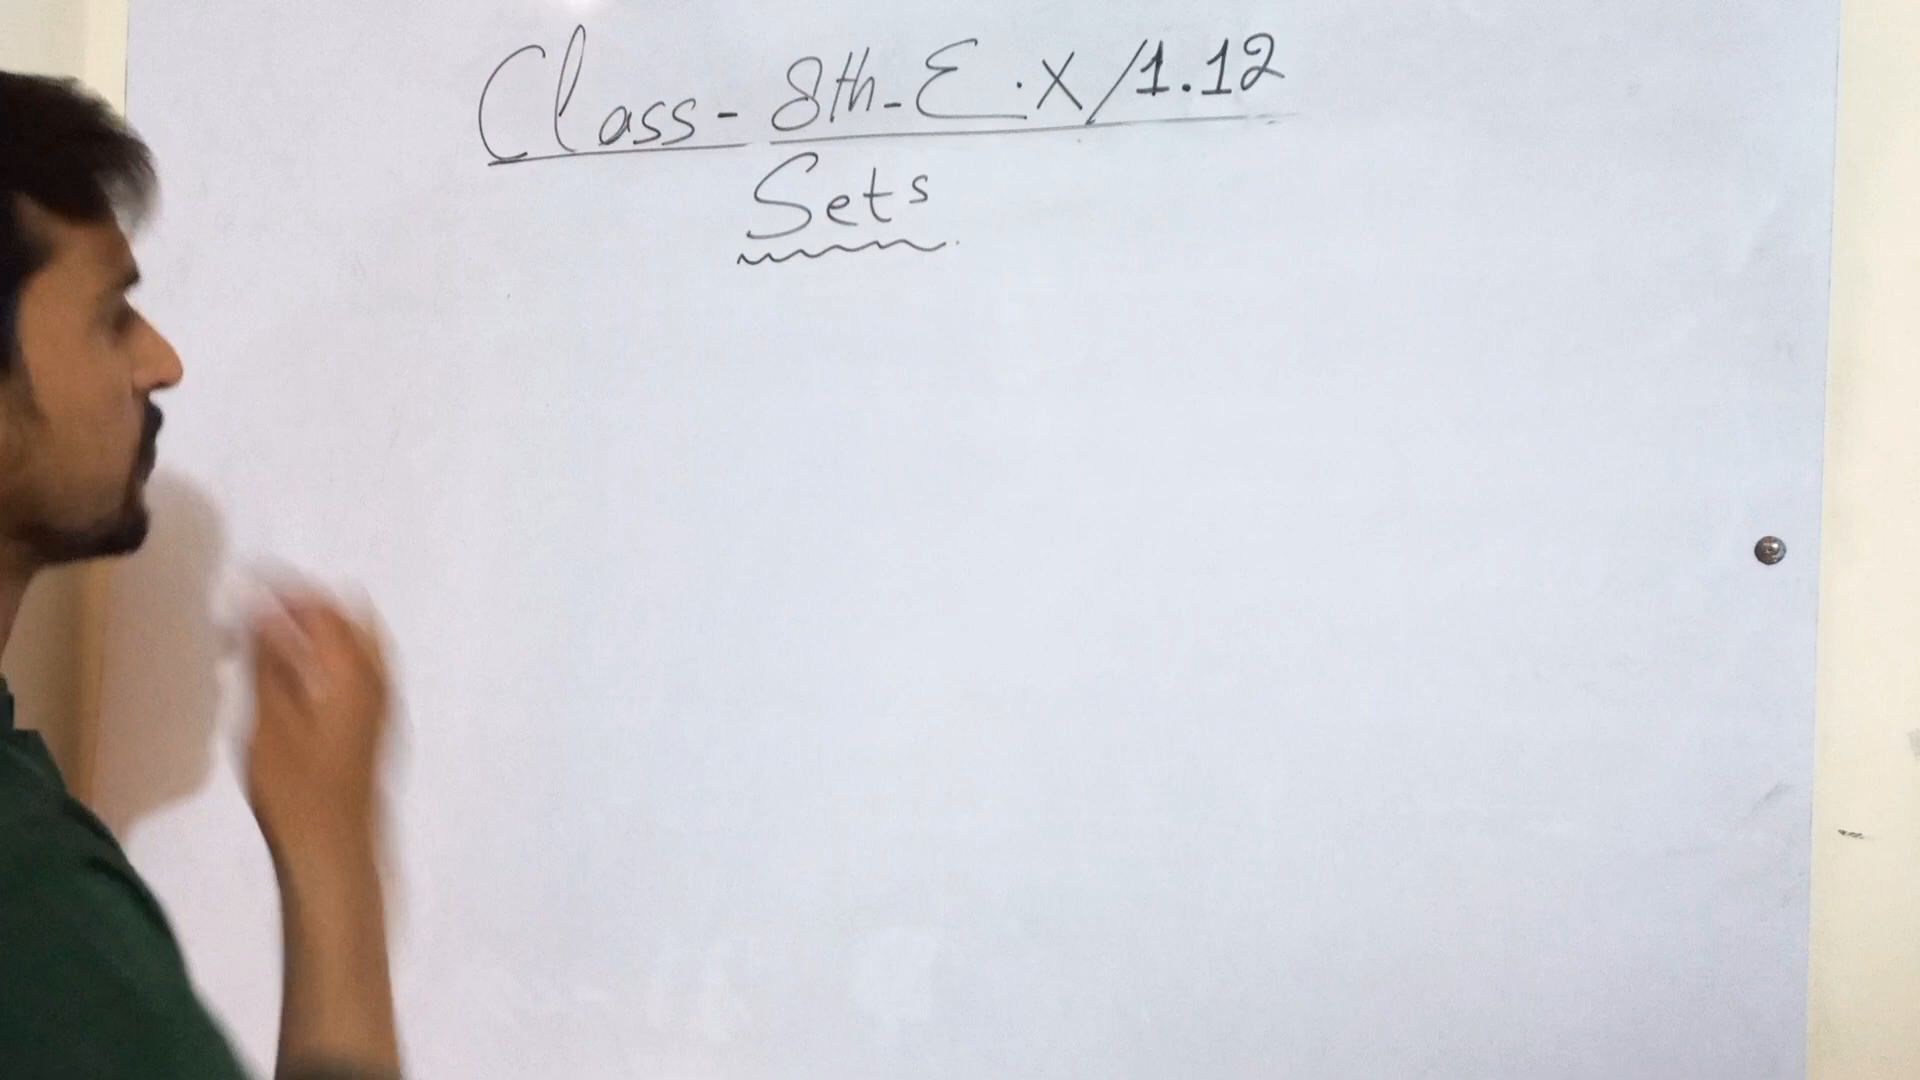 Class - 8th - E.X/1.12
Sets